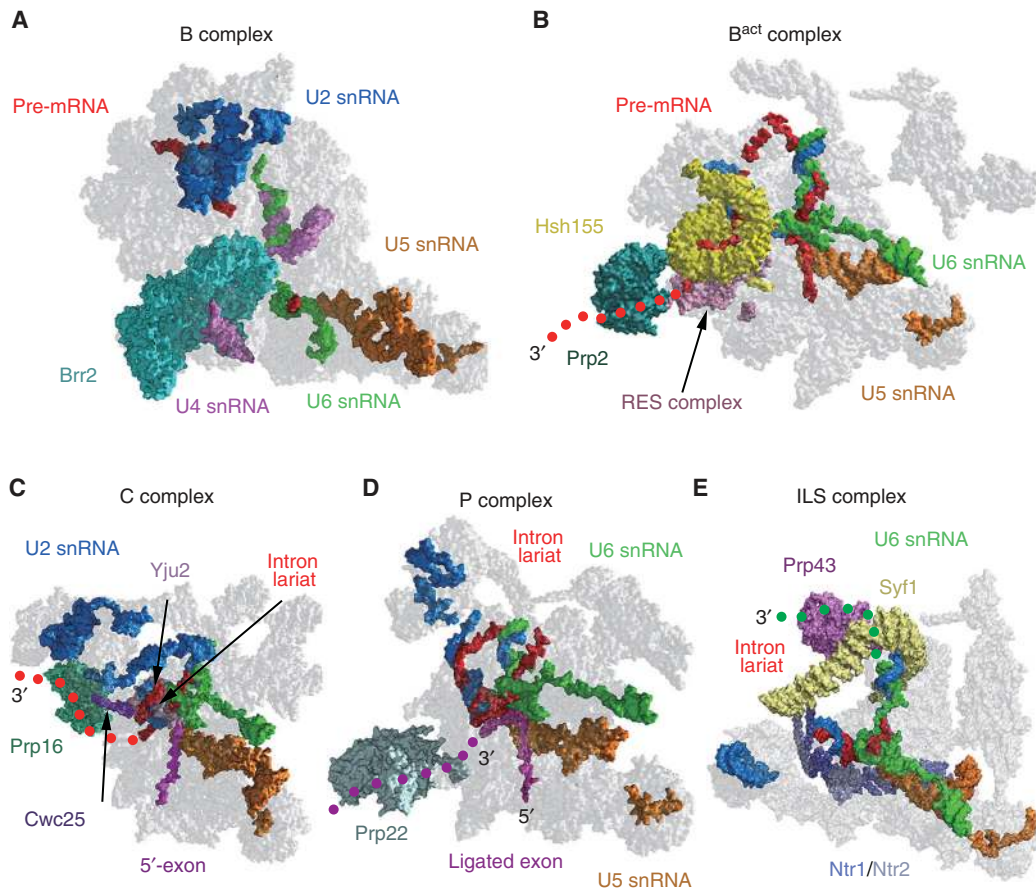 A
B complex
Pre-mRNA
U2 snRNA
U5 snRNA
Brr2
U4 snRNA
U6 snRNA
B
Bact complex
Pre-mRNA
Hsh155
U6 snRNA
3′
Prp2
RES complex
U5 snRNA
C
C complex
U2 snRNA
Yju2
Intron
lariat
3′
Prp16
Cwc25
5′-exon
D
P complex
Intron
lariat
U6 snRNA
3′
5′
Prp22
Ligated exon
U5 snRNA
E
ILS complex
U6 snRNA
Prp43
Syf1
3′
Intron
lariat
Ntr1/Ntr2